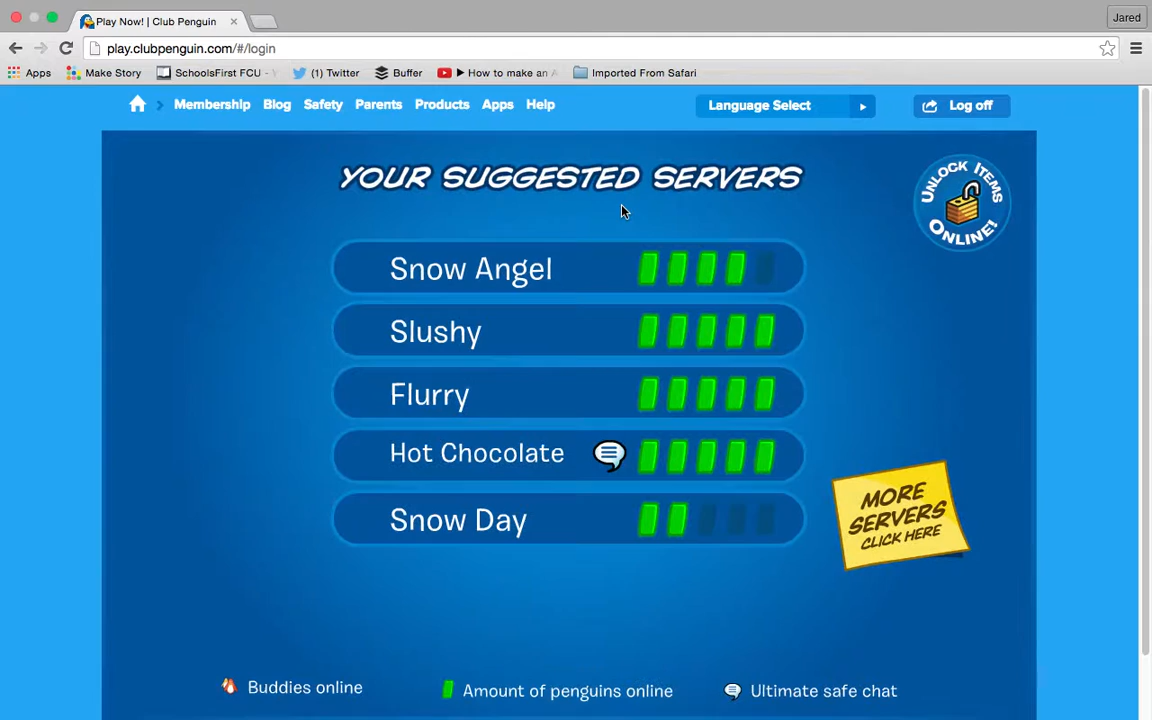 Play Now! | Club Penguin
Jared
play.clubpenguin.com/#/login
Apps Make Story SchoolsFirst FCU - (1) Twitter Buffer ▶ How to make an Imported From Safari
Membership Blog Safety Parents Products Apps Help Language Select Log off
YOUR SUGGESTED SERVERS
UNLOCK ITEMS
ONLINE!
Snow Angel
Slushy
Flurry
Hot Chocolate
Snow Day
MORE
SERVERS
CLICK HERE
Buddies online Amount of penguins online Ultimate safe chat